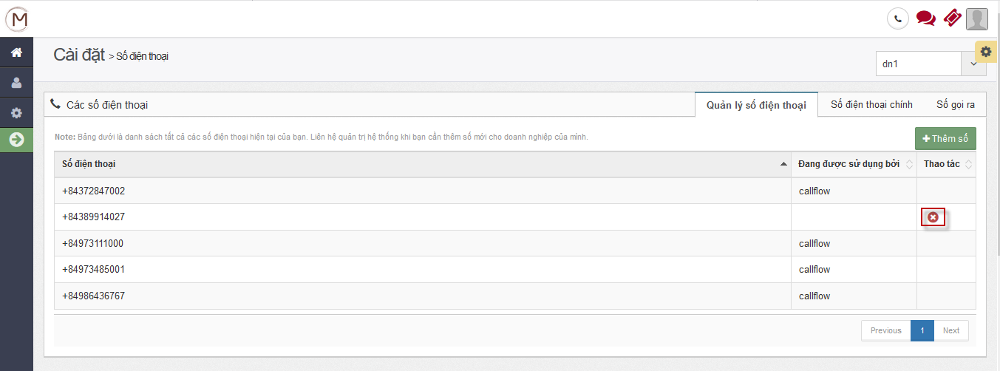 M
Cài đặt > Số điện thoại
dn1
Các số điện thoại
Quản lý số điện thoại
Số điện thoại chính
Số gọi ra
Note: Bảng dưới là danh sách tất cả các số điện thoại hiện tại của bạn. Liên hệ quản trị hệ thống khi bạn cần thêm số mới cho doanh nghiệp của mình.
Thêm số
Số điện thoại Đang được sử dụng bởi Thao tác
+84372847002 callflow
+84389914027
+84973111000 callflow
+84973485001 callflow
+84986436767 callflow
Previous 1 Next